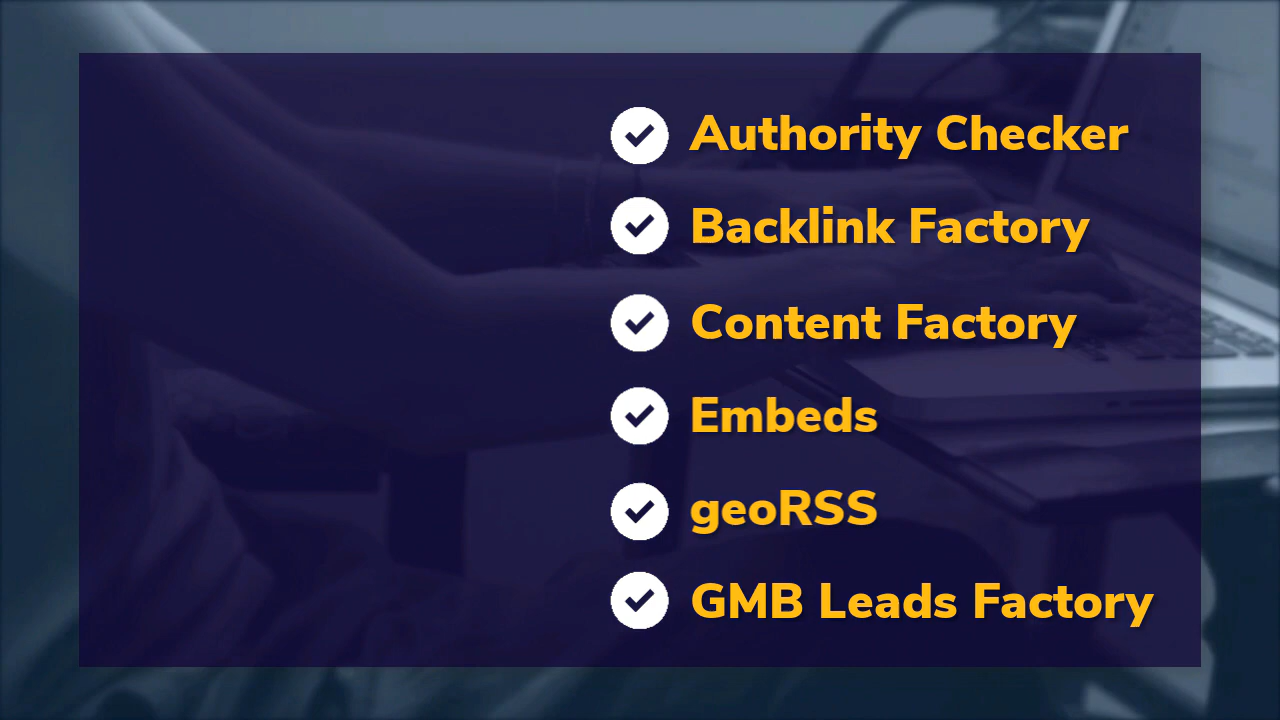 Authority Checker
Backlink Factory
Content Factory
Embeds
geoRSS
GMB Leads Factory